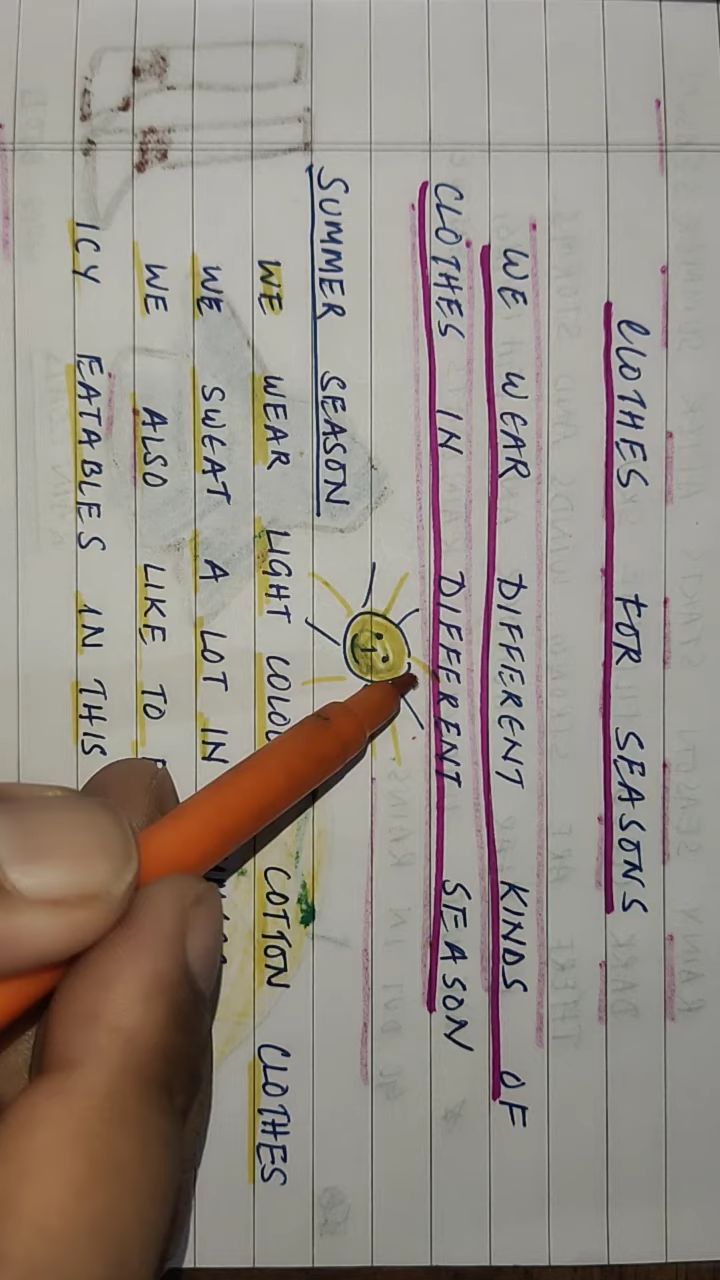 CLOTHES FOR SEASONS
WE WEAR DIFFERENT KINDS OF
CLOTHES IN DIFFERENT SEASON
SUMMER SEASON
WE WEAR LIGHT COTTON CLOTHES
WE SWEAT A LOT IN
WE ALSO LIKE TO
ICY EATABLES IN THIS